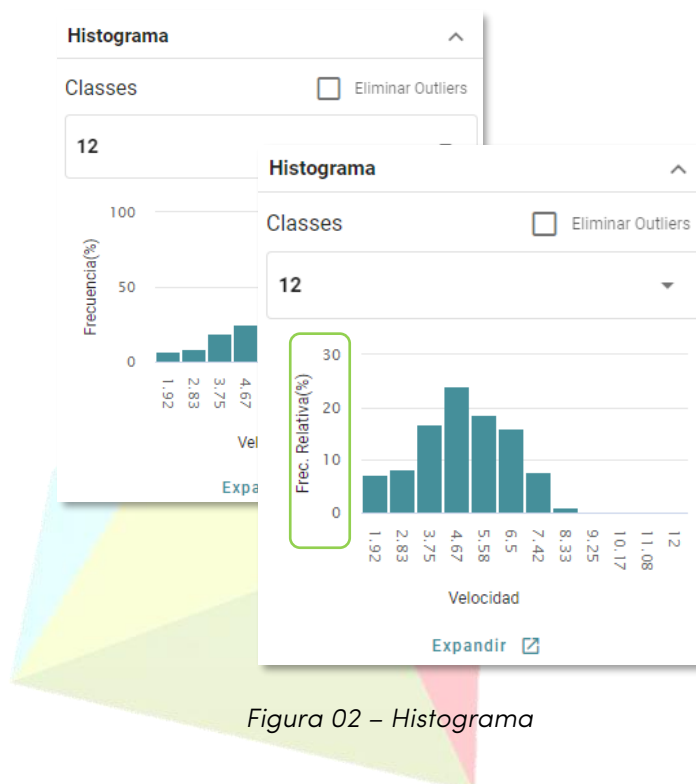 Histograma
Classes
Eliminar Outliers
12
100
50
0
Frecuencia(%)
1.92
2.83
3.75
4.67
Histograma
Classes
Eliminar Outliers
12
30
20
10
0
Frec. Relativa(%)
1.92
2.83
3.75
4.67
5.58
6.5
7.42
8.33
9.25
10.17
11.08
12
Velocidad
Expandir
Figura 02 – Histograma